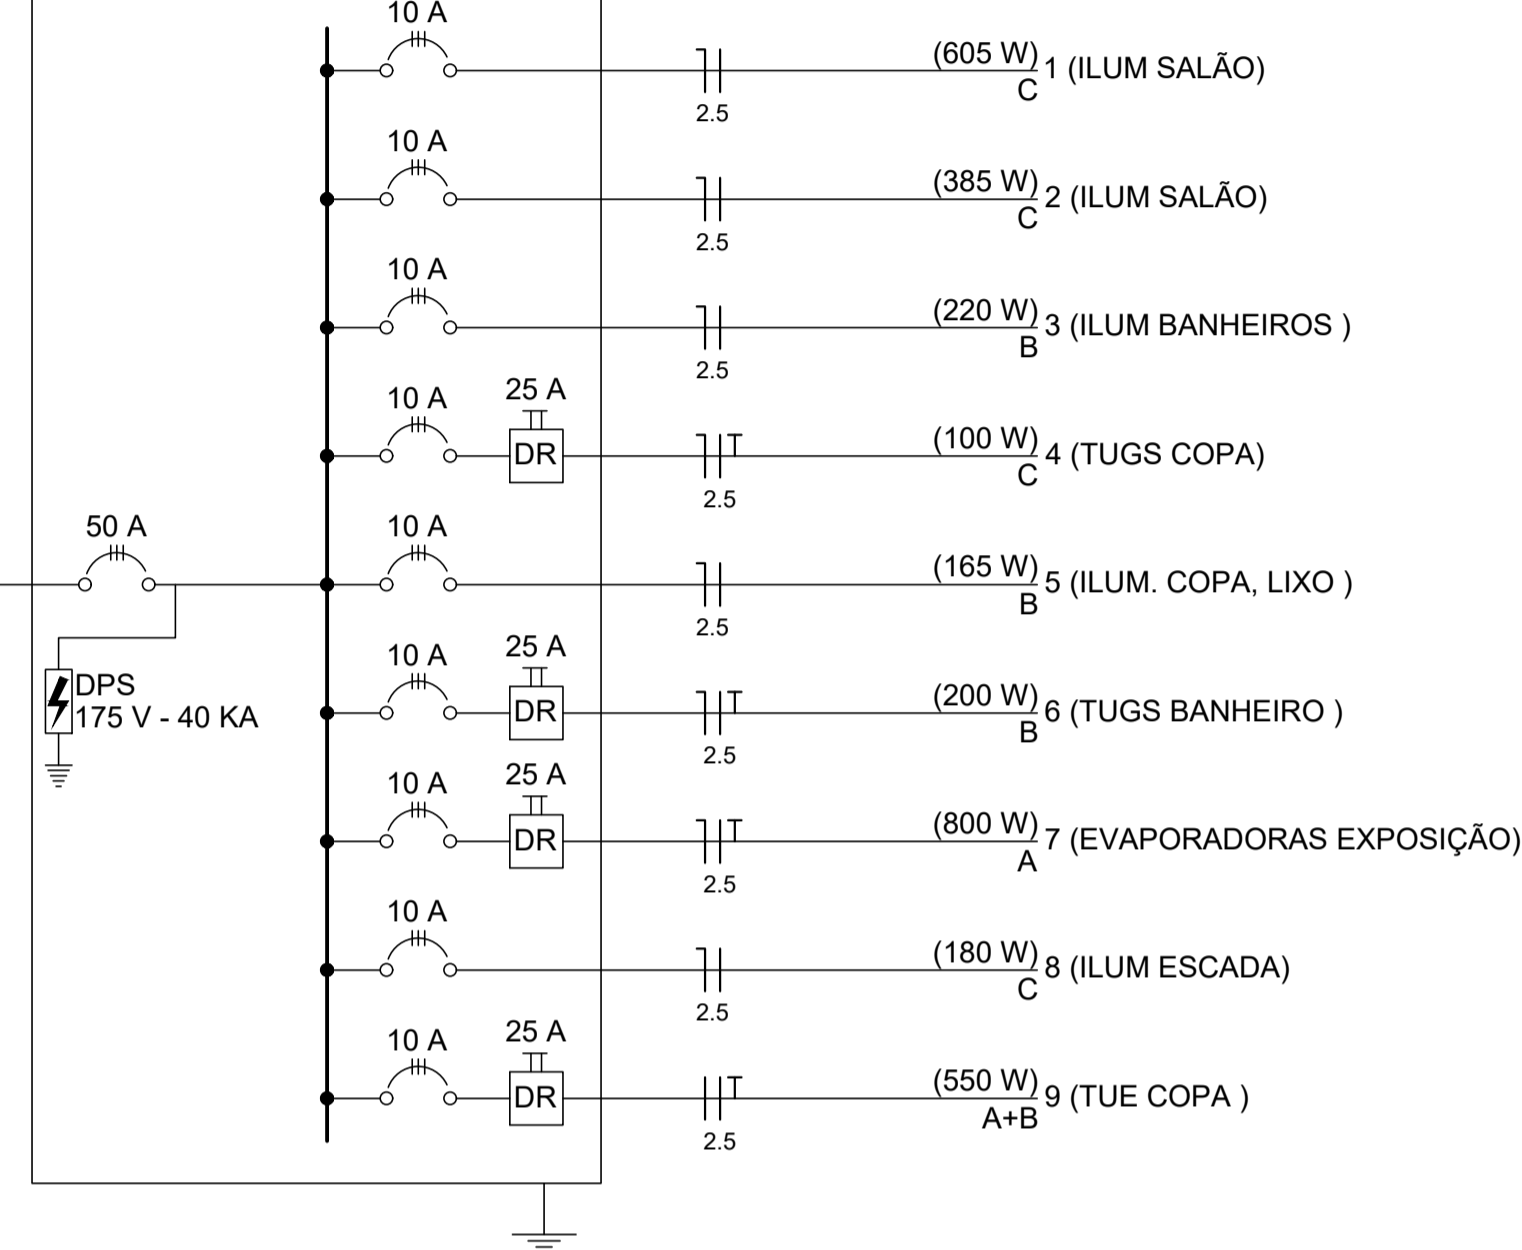 10 A
(605 W) 1 (ILUM SALÃO)
C
2.5
10 A
(385 W) 2 (ILUM SALÃO)
C
2.5
10 A
(220 W) 3 (ILUM BANHEIROS )
B
2.5
10 A 25 A
DR
(100 W) 4 (TUGS COPA)
C
T
2.5
50 A
10 A
(165 W) 5 (ILUM. COPA, LIXO )
B
2.5
DPS
175 V - 40 KA
10 A 25 A
DR
(200 W) 6 (TUGS BANHEIRO )
B
T
2.5
10 A 25 A
DR
(800 W) 7 (EVAPORADORAS EXPOSIÇÃO)
A
T
2.5
10 A
(180 W) 8 (ILUM ESCADA)
C
2.5
10 A 25 A
DR
(550 W) 9 (TUE COPA )
A+B
T
2.5